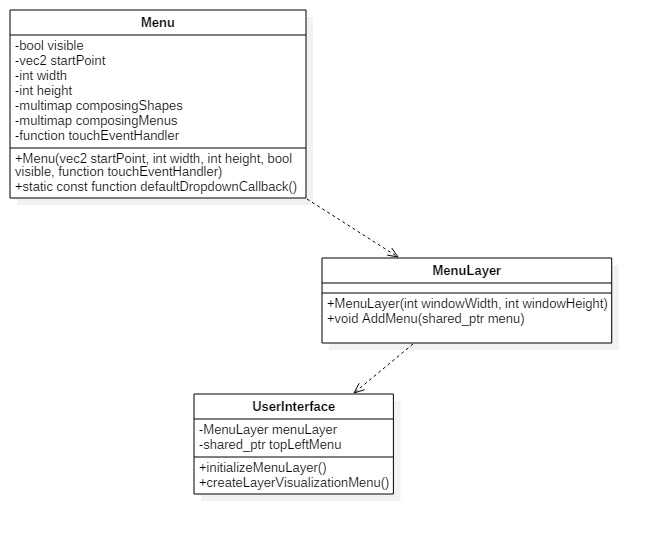 Menu
-bool visible
-vec2 startPoint
-int width
-int height
-multimap composingShapes
-multimap composingMenus
-function touchEventHandler
+Menu(vec2 startPoint, int width, int height, bool
visible, function touchEventHandler)
+static const function defaultDropdownCallback()
MenuLayer
+MenuLayer(int windowWidth, int windowHeight)
+void AddMenu(shared_ptr menu)
UserInterface
-MenuLayer menuLayer
-shared_ptr topLeftMenu
+initializeMenuLayer()
+createLayerVisualizationMenu()